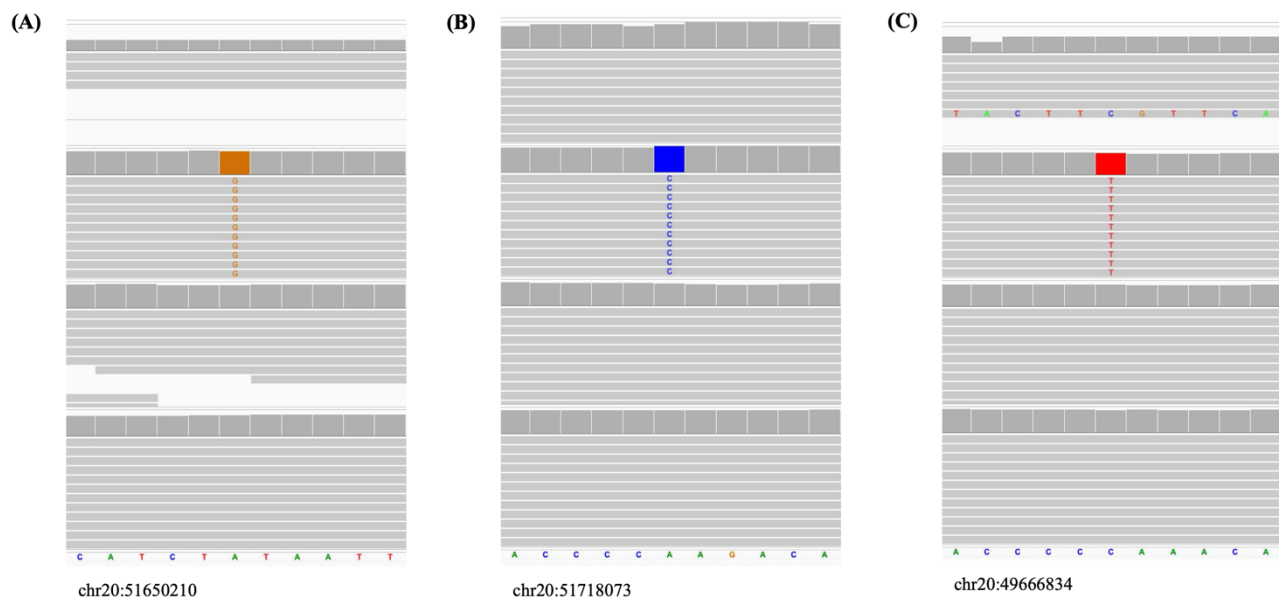 (A)
G
G
G
G
G
G
G
G
G
G
G
C A T C T A T A A T T
chr20:51650210
(B)
C
C
C
C
C
C
C
C
C
C
C
A C C C C A A G A C A
chr20:51718073
(C)
T A C T T C G T T C A
T
T
T
T
T
T
T
T
T
T
T
A C C C C C A A A C A
chr20:49666834